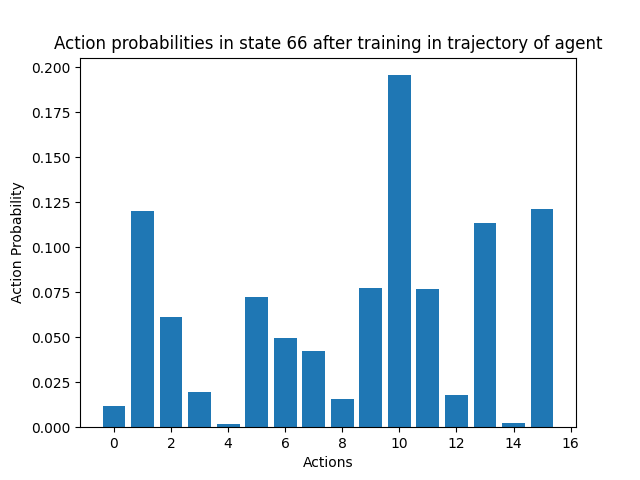 Action probabilities in state 66 after training in trajectory of agent
0.200
0.175
0.150
0.125
0.100
0.075
0.050
0.025
0.000
Action Probability
0 2 4 6 8 10 12 14 16
Actions